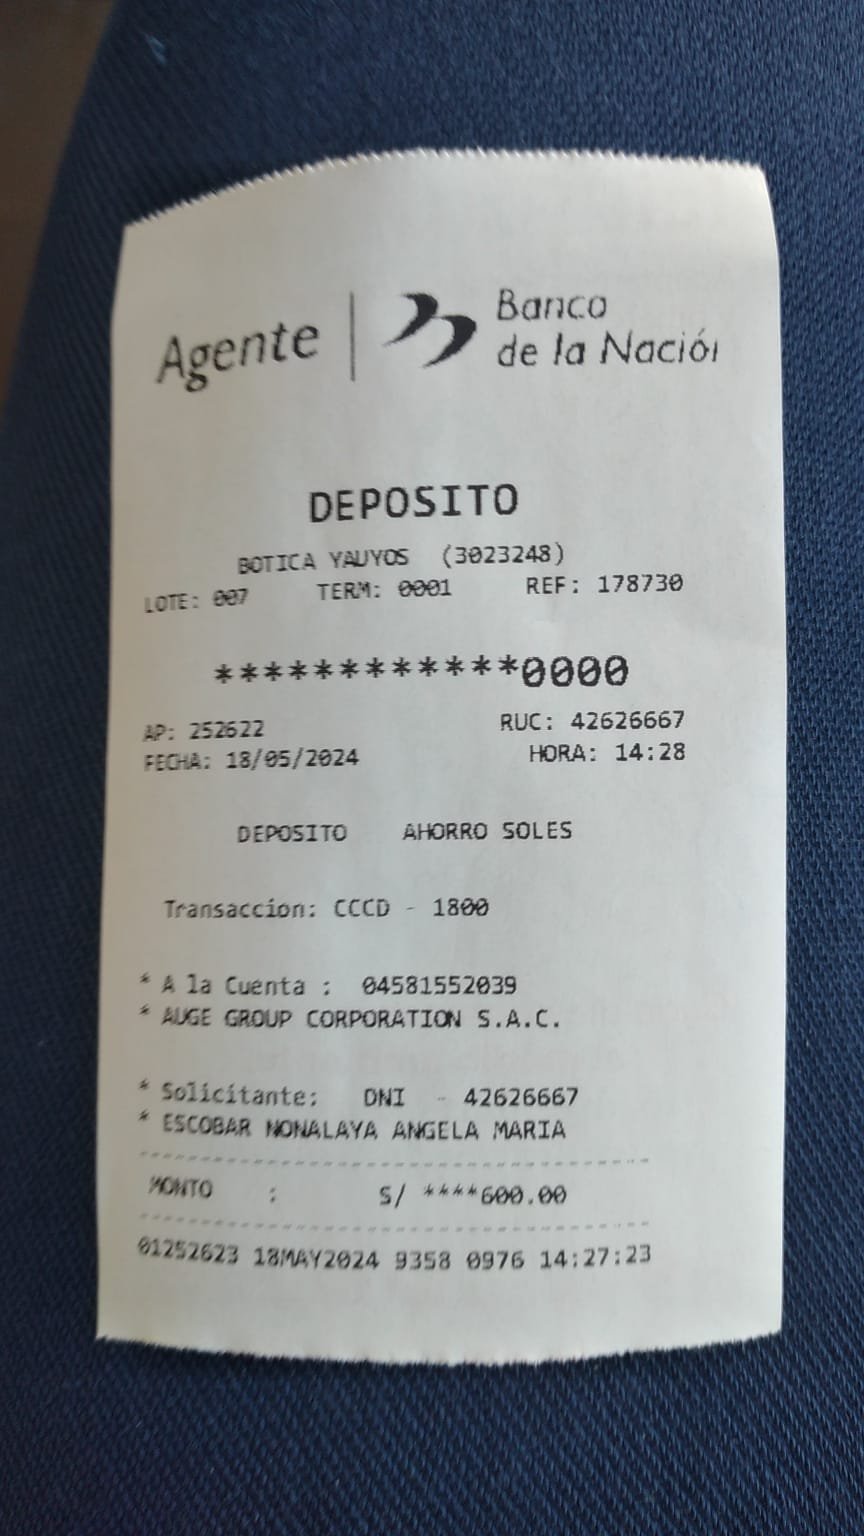 Agente | Banco
de la Nación
DEPOSITO
BOTICA YAUYOS (3023248)
LOTE: 007 TERM: 0001 REF: 178730
************0000
AP: 252622 RUC: 42626667
FECHA: 18/05/2024 HORA: 14:28
DEPOSITO AHORRO SOLES
Transaccion: CCCD - 1800
* A la Cuenta : 04581552039
* AUGE GROUP CORPORATION S.A.C.
* Solicitante: DNI - 42626667
* ESCOBAR NONALAYA ANGELA MARIA
MONTO : S/ ****600.00
01252623 18MAY2024 9358 0976 14:27:23